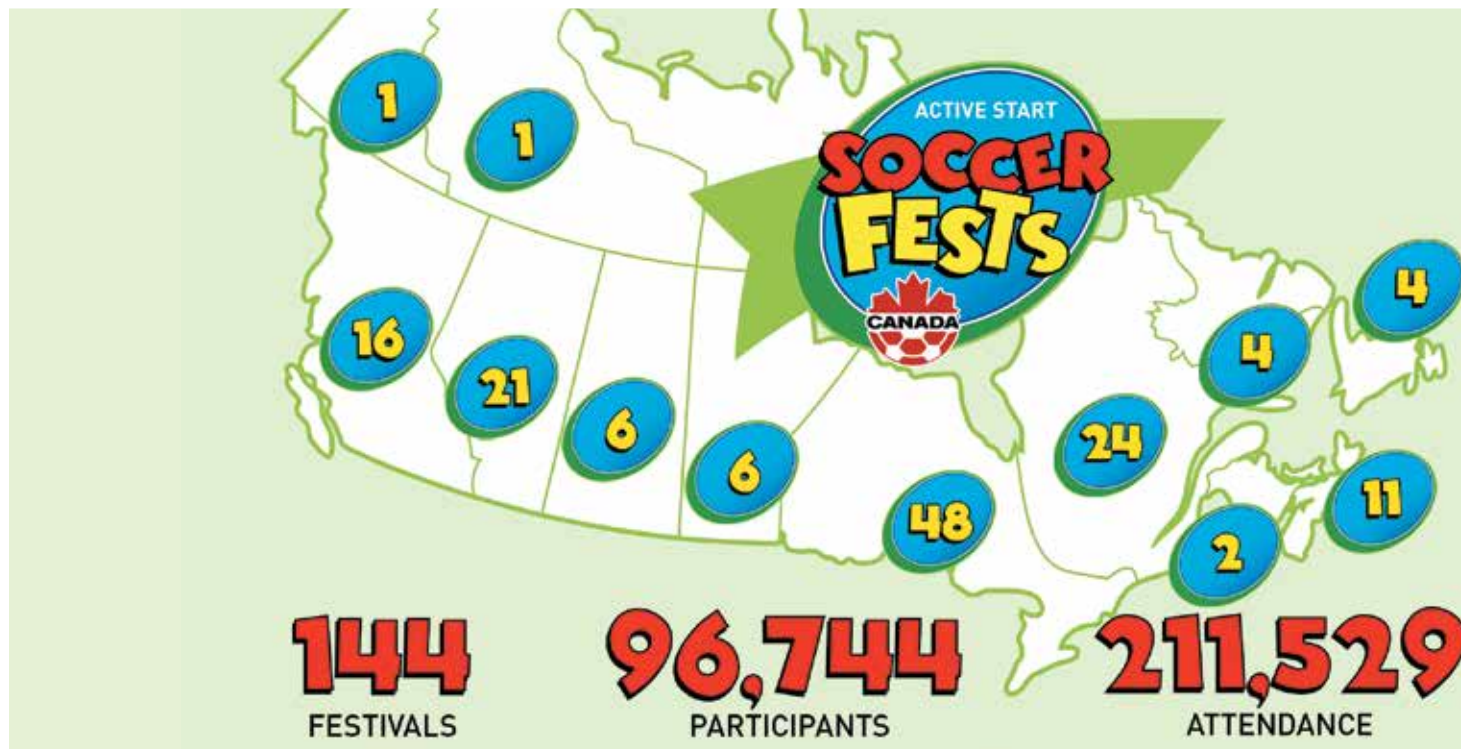 1
1
ACTIVE START
SOCCER
FESTS
CANADA
16
21
6
6
48
24
4
4
2
11
144
FESTIVALS
96,744
PARTICIPANTS
211,529
ATTENDANCE